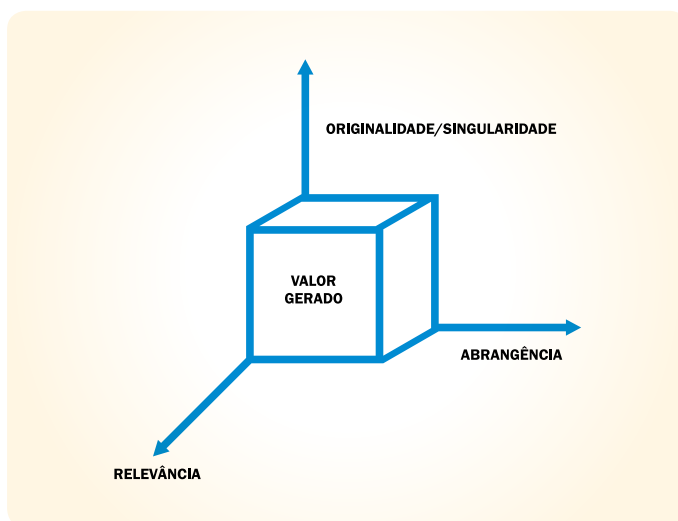 ORIGINALIDADE/SINGULARIDADE
VALOR
GERADO
ABRANGÊNCIA
RELEVÂNCIA